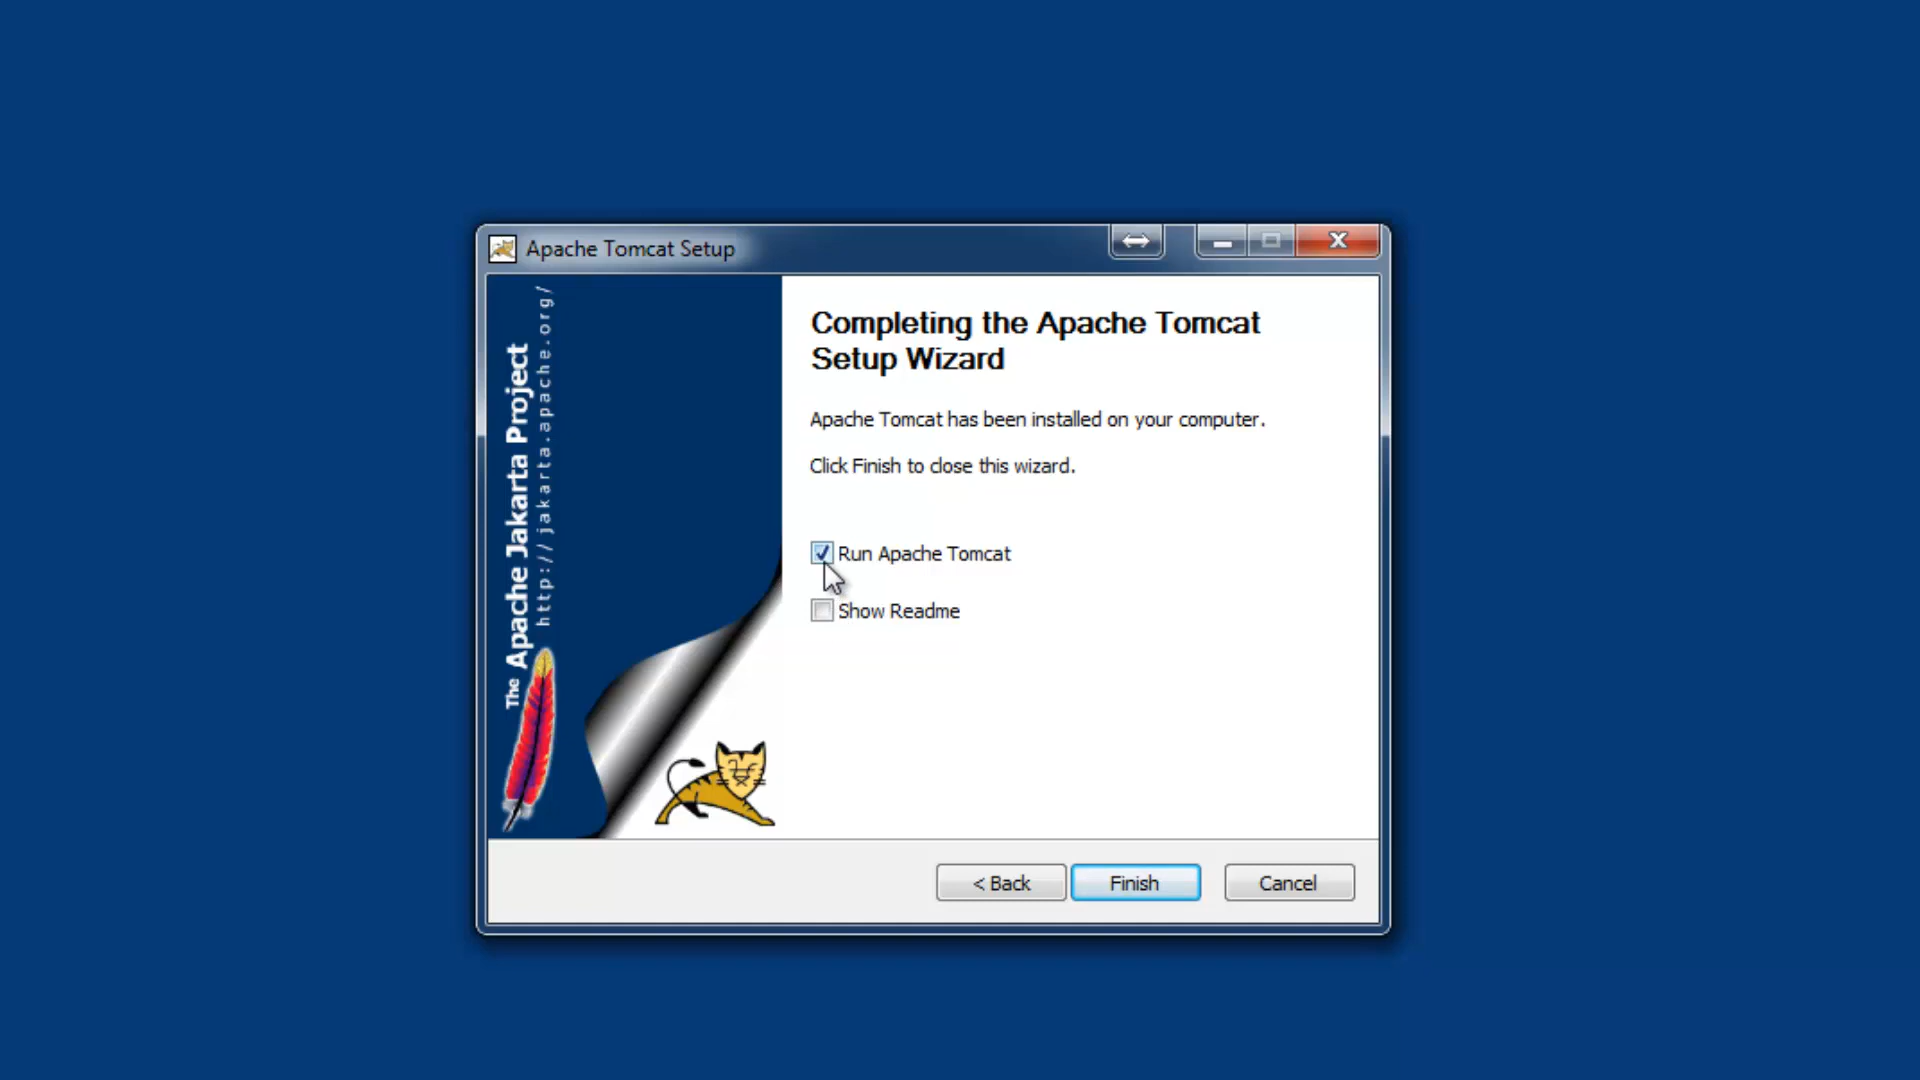 Apache Tomcat Setup
The Apache Jakarta Project
http://jakarta.apache.org/
Completing the Apache Tomcat
Setup Wizard
Apache Tomcat has been installed on your computer.
Click Finish to close this wizard.
Run Apache Tomcat
Show Readme
< Back
Finish
Cancel